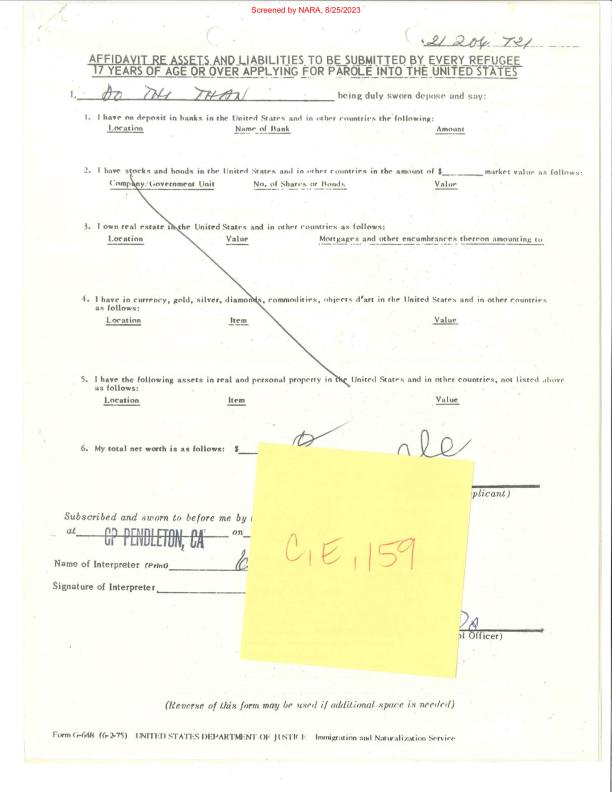 Screened by NARA, 8/25/2023
21 204 721
AFFIDAVIT RE ASSETS AND LIABILITIES TO BE SUBMITTED BY EVERY REFUGEE
17 YEARS OF AGE OR OVER APPLYING FOR PAROLE INTO THE UNITED STATES
I, DO THI THAN being duly sworn depose and say:
1. I have on deposit in banks in the United States and in other countries the following:
Location Name of Bank Amount
2. I have stocks and bonds in the United States and in other countries in the amount of $ market value as follows:
Company/Government Unit No. of Shares or Bonds Value
3. I own real estate in the United States and in other countries as follows:
Location Value Mortgages and other encumbrances thereon amounting to
4. I have in currency, gold, silver, diamonds, commodities, objects d'art in the United States and in other countries
as follows:
Location Item Value
5. I have the following assets in real and personal property in the United States and in other countries, not listed above
as follows:
Location Item Value
6. My total net worth is as follows: $
plicant)
Subscribed and sworn to before me by
at CP PENDLETON, CA on
C,E,159
Name of Interpreter (Print)
Signature of Interpreter
Officer)
(Reverse of this form may be used if additional space is needed)
Form G-648 (6-2-75) UNITED STATES DEPARTMENT OF JUSTICE Immigration and Naturalization Service